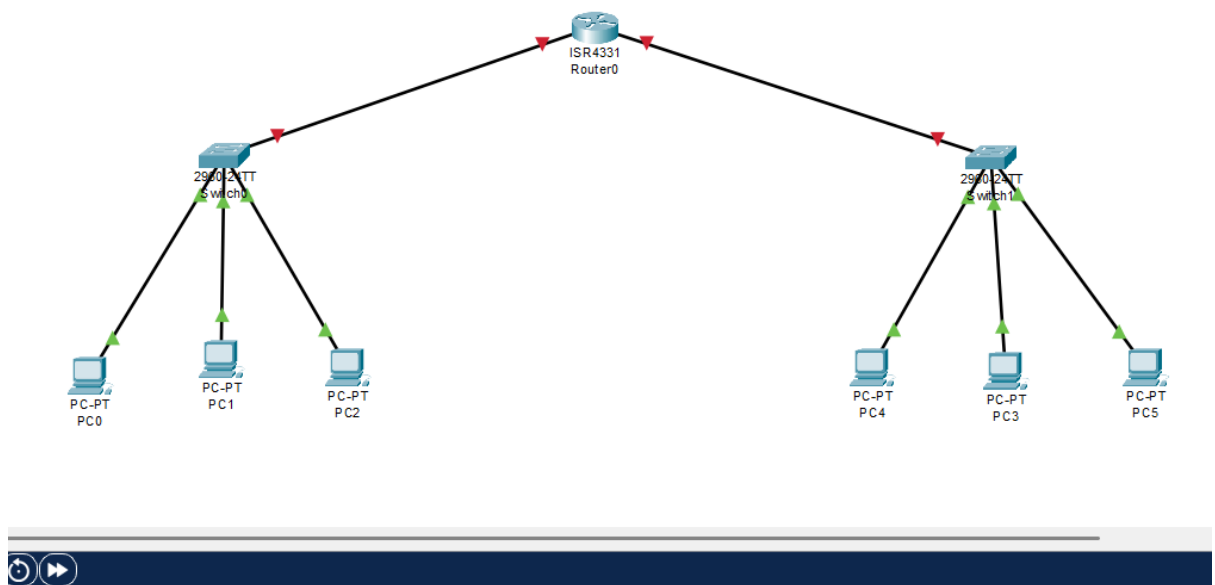 ISR4331
Router0
2960-24TT
Switch0
2960-24TT
Switch1
PC-PT
PC0
PC-PT
PC1
PC-PT
PC2
PC-PT
PC4
PC-PT
PC3
PC-PT
PC5